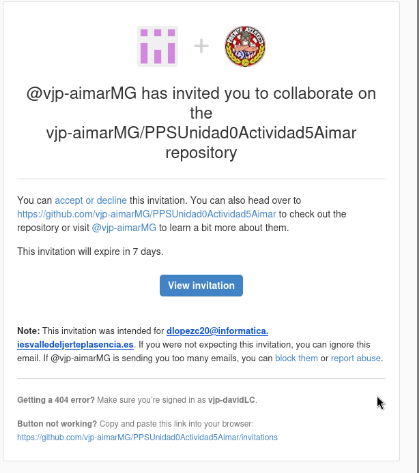 @vjp-aimarMG has invited you to collaborate on
the
vjp-aimarMG/PPSUnidad0Actividad5Aimar
repository
You can accept or decline this invitation. You can also head over to
https://github.com/vjp-aimarMG/PPSUnidad0Actividad5Aimar to check out the
repository or visit @vjp-aimarMG to learn a bit more about them.
This invitation will expire in 7 days.
View invitation
Note: This invitation was intended for dlopezc20@informatica.
iesvalledeljerteplasencia.es. If you were not expecting this invitation, you can ignore this
email. If @vjp-aimarMG is sending you too many emails, you can block them or report abuse.
Getting a 404 error? Make sure you're signed in as vjp-davidLC.
Button not working? Copy and paste this link into your browser:
https://github.com/vjp-aimarMG/PPSUnidad0Actividad5Aimar/invitations